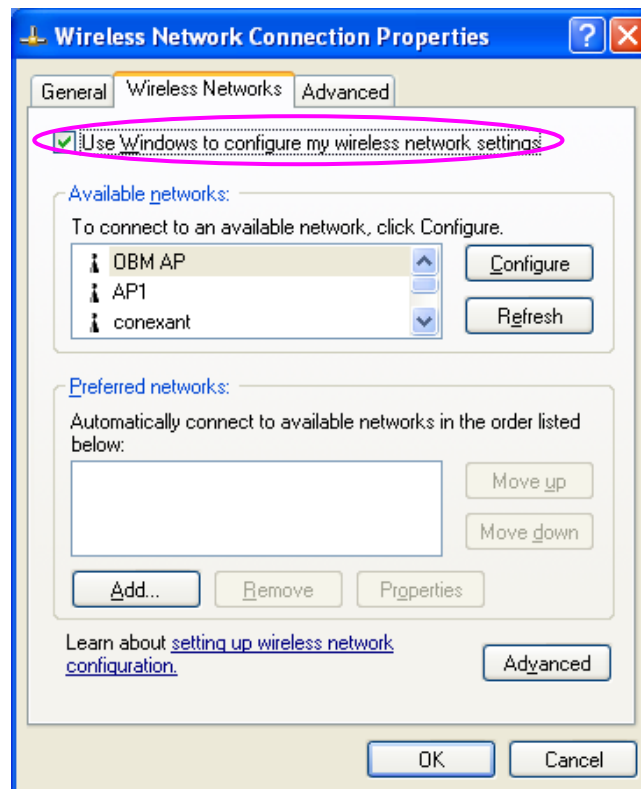 Wireless Network Connection Properties
General Wireless Networks Advanced
Use Windows to configure my wireless network settings
Available networks:
To connect to an available network, click Configure.
OBM AP
AP1
conexant
Configure
Refresh
Preferred networks:
Automatically connect to available networks in the order listed
below:
Move up
Move down
Add... Remove Properties
Learn about setting up wireless network
configuration.
Advanced
OK Cancel